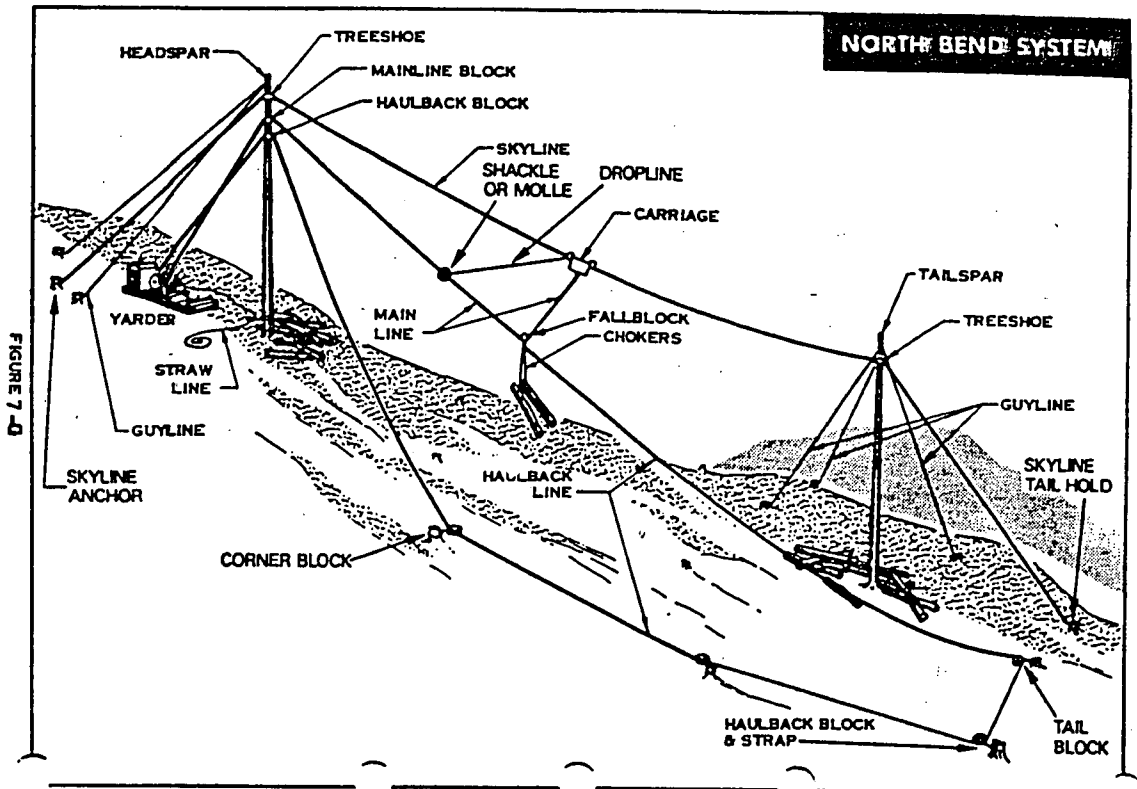 NORTH BEND SYSTEM
HEADSPAR
TREESHOE
MAINLINE BLOCK
HAULBACK BLOCK
SKYLINE
SHACKLE
OR MOLLE
DROPLINE
CARRIAGE
TAILSPAR
TREESHOE
YARDER
MAIN
LINE
FALLBLOCK
CHOKERS
STRAW
LINE
GUYLINE
GUYLINE
SKYLINE
ANCHOR
HAULBACK
LINE
SKYLINE
TAIL HOLD
CORNER BLOCK
HAULBACK BLOCK
& STRAP
TAIL
BLOCK